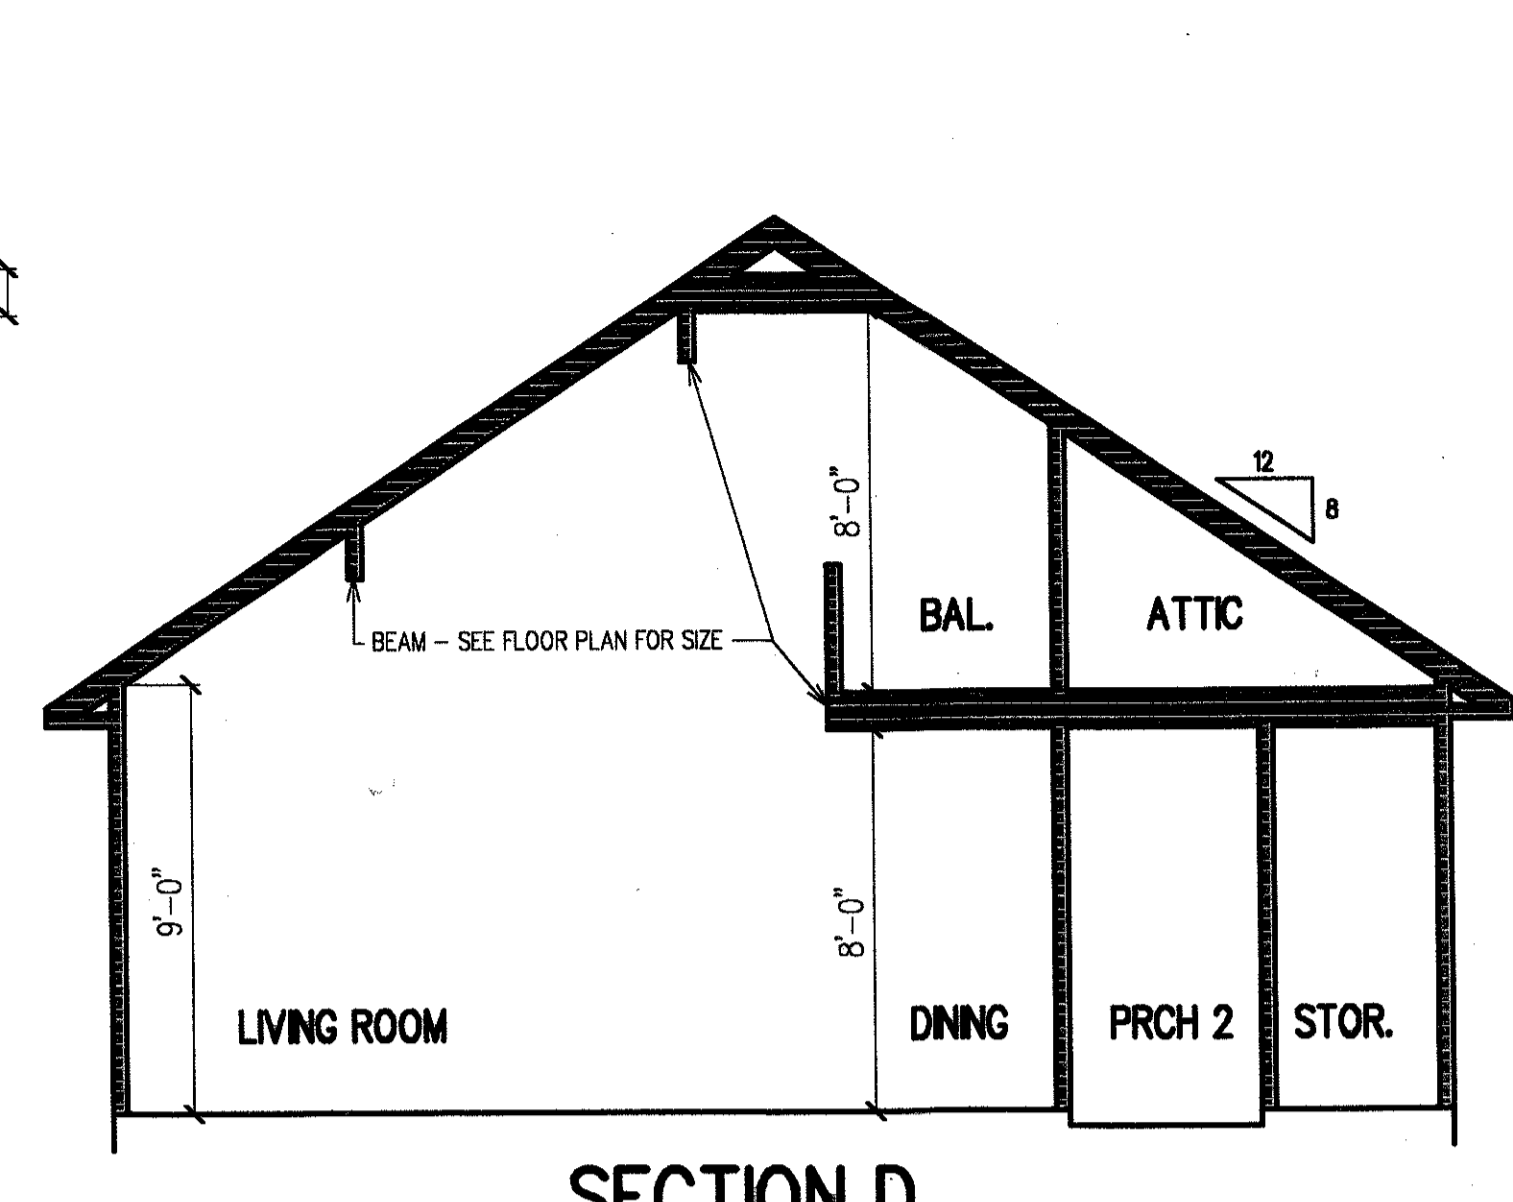 12
8
8'-0"
BAL.
ATTIC
BEAM - SEE FLOOR PLAN FOR SIZE
9'-0"
8'-0"
LIVING ROOM
DINING
PRCH 2
STOR.
SECTION D